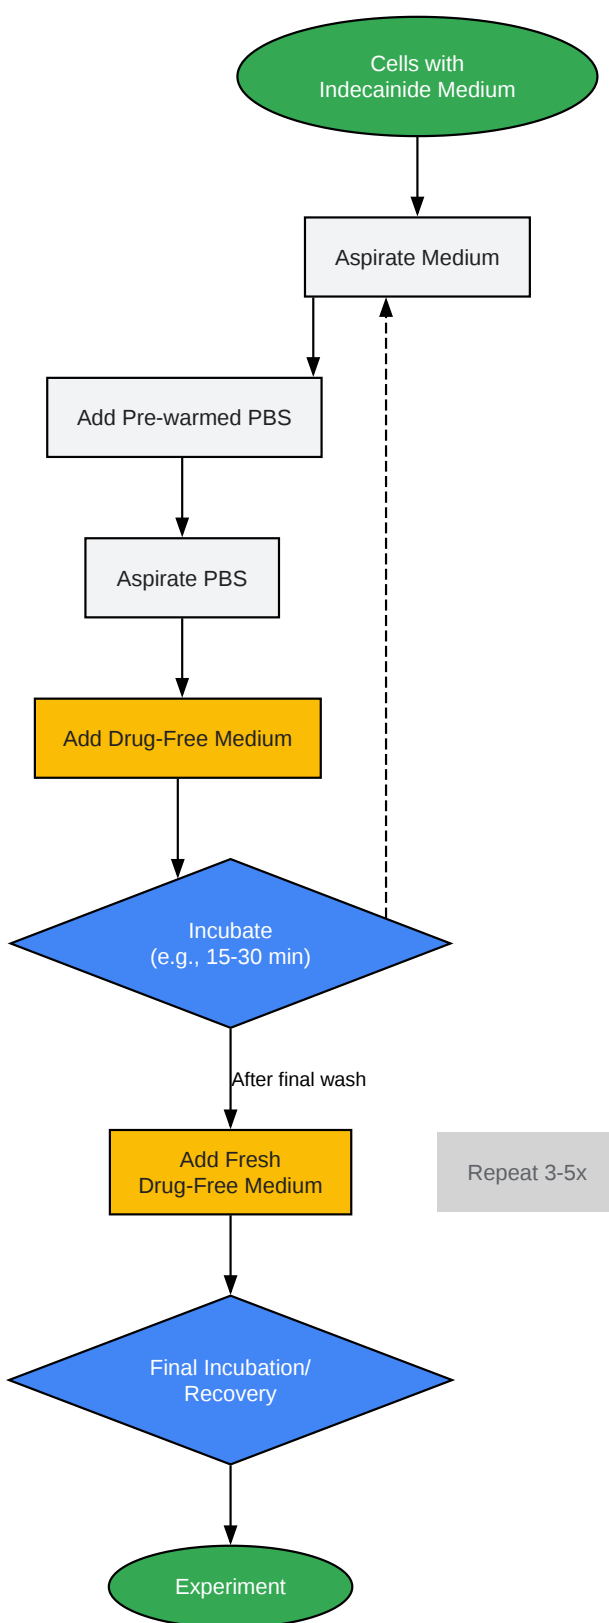 Cells with
Indecainide Medium
Aspirate Medium
Add Pre-warmed PBS
Aspirate PBS
Add Drug-Free Medium
Incubate
(e.g., 15-30 min)
After final wash
Add Fresh
Drug-Free Medium
Repeat 3-5x
Final Incubation/
Recovery
Experiment